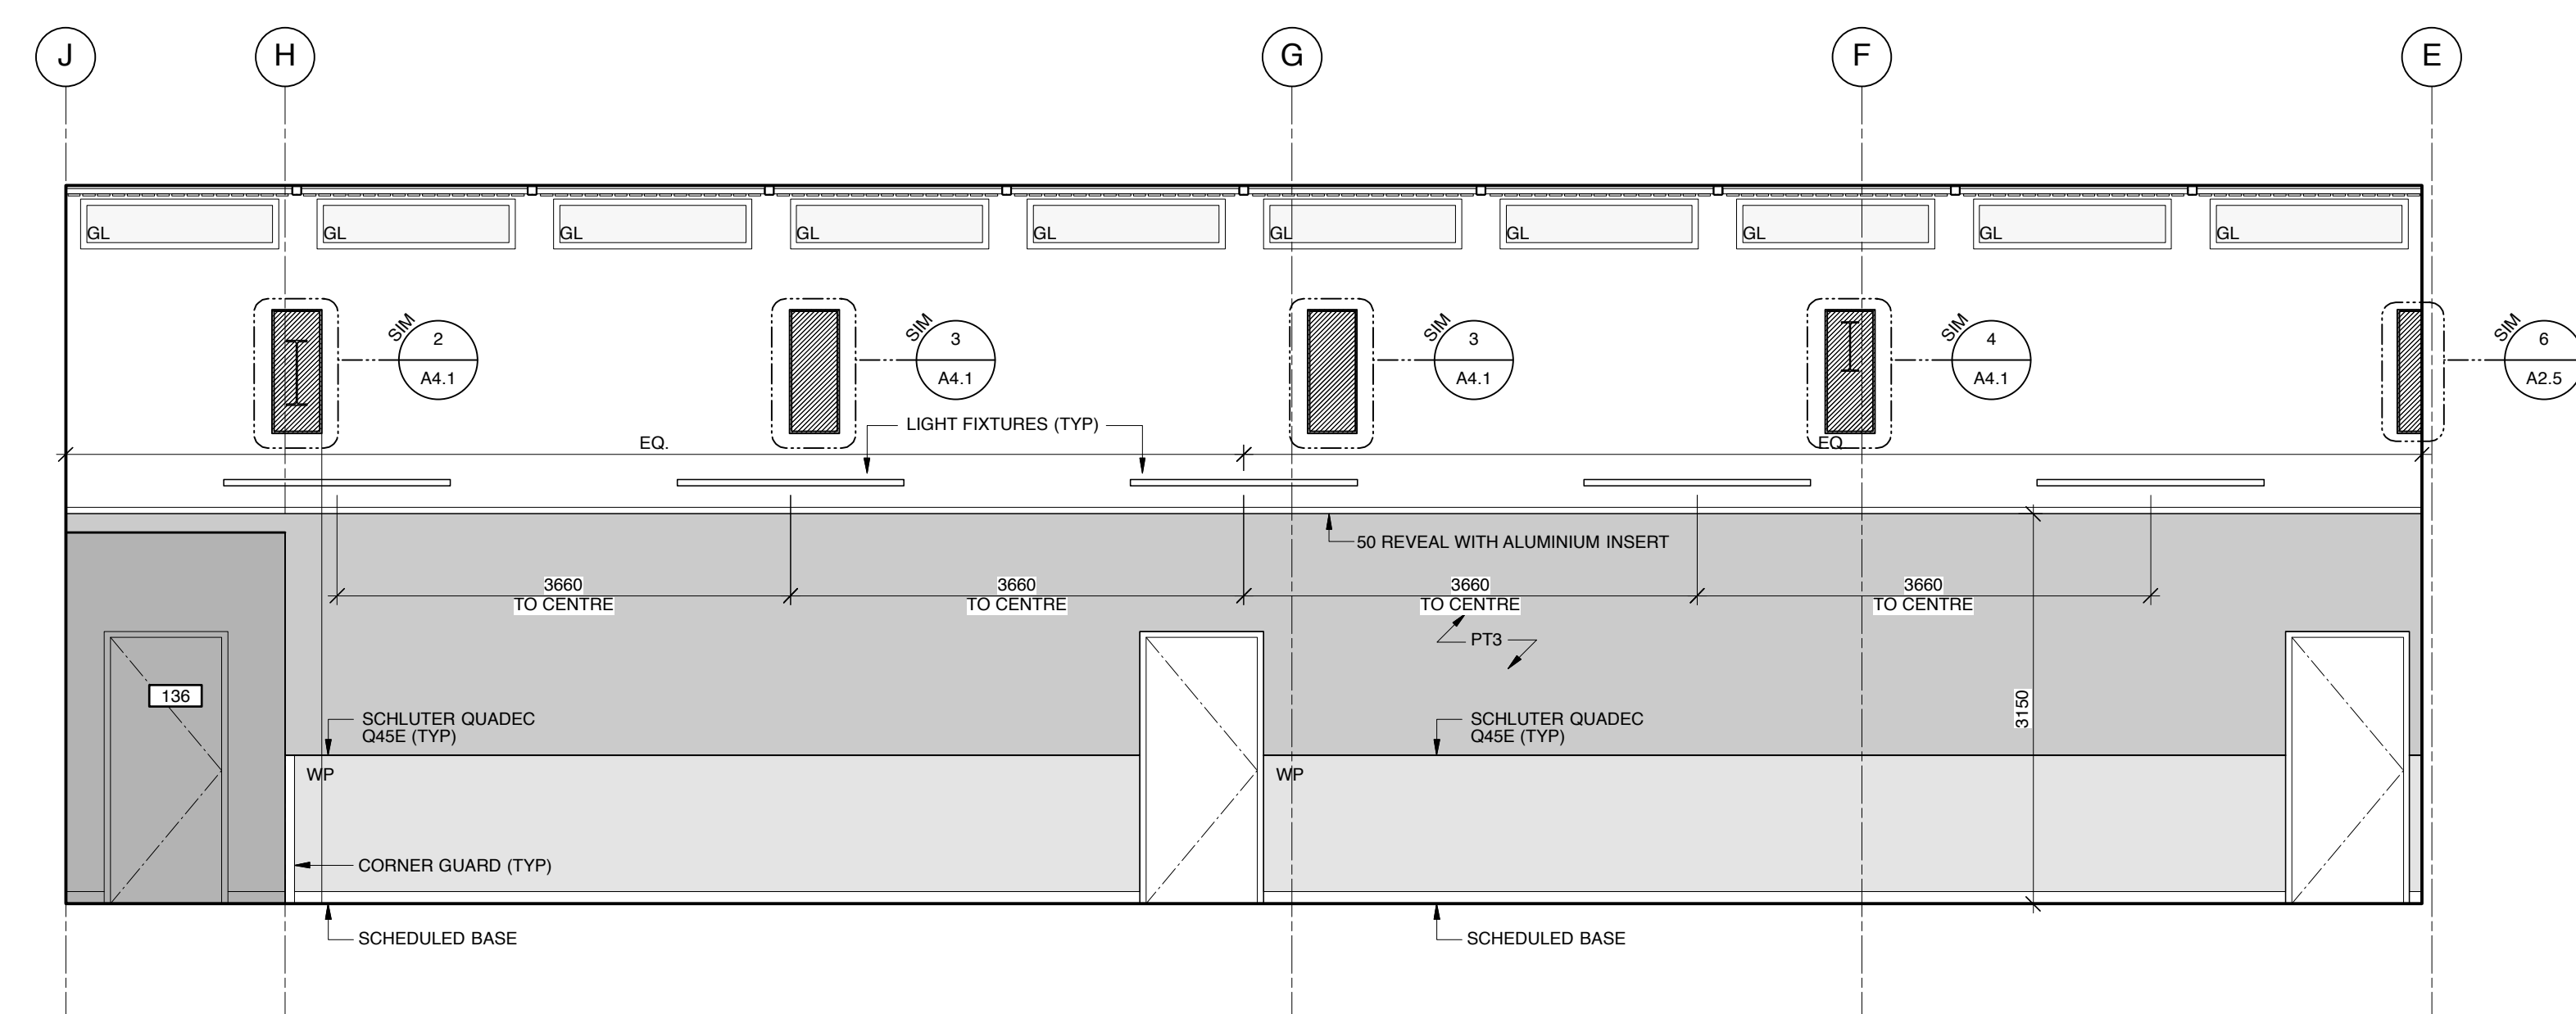 J H G F E
GL GL GL GL GL GL GL GL GL GL
SIM 2 A4.1
SIM 3 A4.1
SIM 3 A4.1
SIM 4 A4.1
SIM 6 A2.5
LIGHT FIXTURES (TYP)
EQ. EQ.
50 REVEAL WITH ALUMINIUM INSERT
3660 3660 3660 3660
TO CENTRE TO CENTRE TO CENTRE TO CENTRE
PT3
136
3150
SCHLUTER QUADEC
Q45E (TYP)
SCHLUTER QUADEC
Q45E (TYP)
WP WP
CORNER GUARD (TYP)
SCHEDULED BASE SCHEDULED BASE